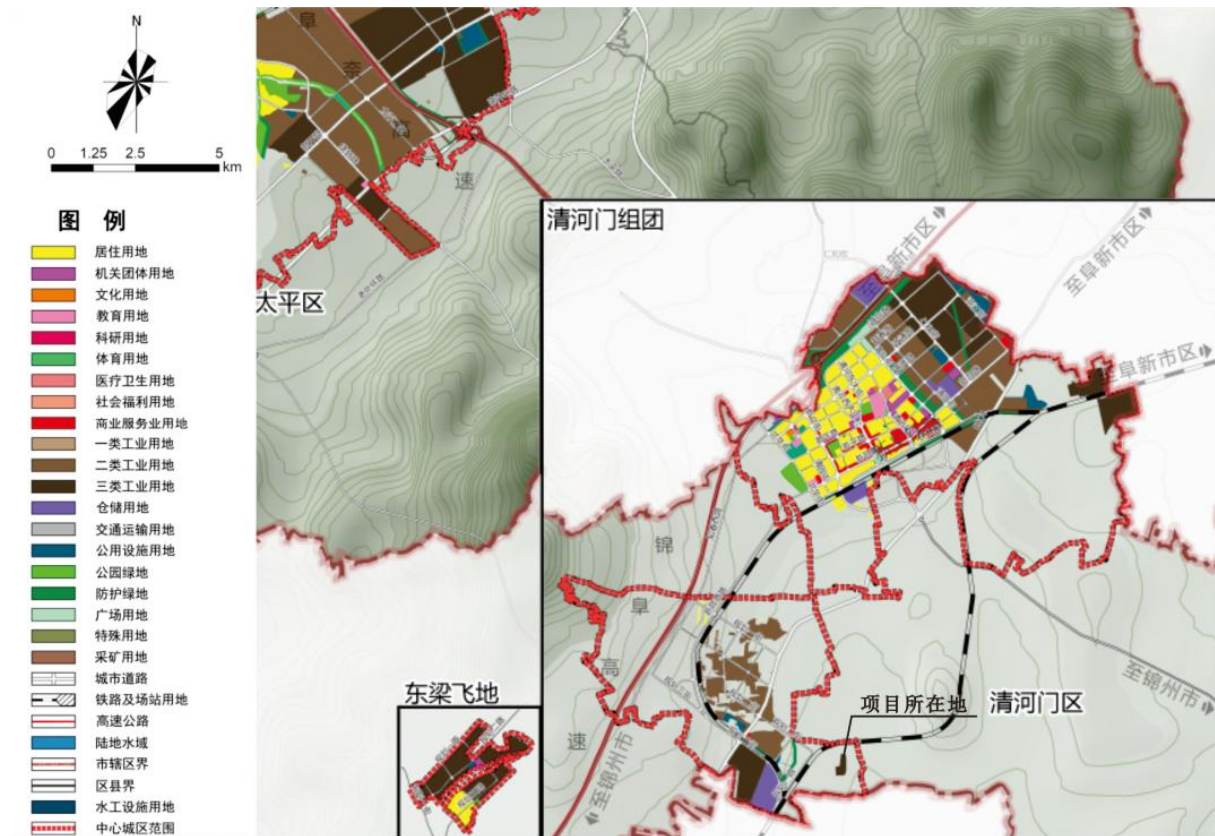 N
0 1.25 2.5 5
km
图 例
居住用地
机关团体用地
文化用地
教育用地
科研用地
体育用地
医疗卫生用地
社会福利用地
商业服务业用地
一类工业用地
二类工业用地
三类工业用地
仓储用地
交通运输用地
公用设施用地
公园绿地
防护绿地
广场用地
特殊用地
采矿用地
城市道路
铁路及场站用地
高速公路
陆地水域
市辖区界
区县界
水工设施用地
中心城区范围
阜
奈
高
速
太平区
清河门组团
至阜新市区
至阜新市区
至阜新市区
锦
阜
高
速
至锦州市
至锦州市
项目所在地
清河门区
东梁飞地